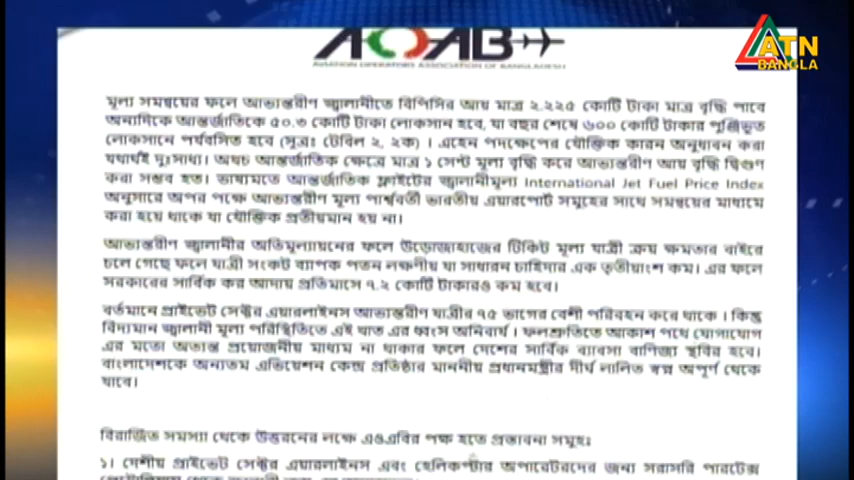 AOAB
AVIATION OPERATORS ASSOCIATION OF BANGLADESH
ATN
BANGLA
মূল্য সমন্বয়ের ফলে আভ্যন্তরীণ জ্বালানীতে বিপিসির আয় মাত্র ২.২২৫ কোটি টাকা মাত্র বৃদ্ধি পাবে
অন্যদিকে আন্তর্জাতিকে ৫০.৩ কোটি টাকা লোকসান হবে, যা বছর শেষে ৬০০ কোটি টাকার পুঞ্জিভূত
লোকসানে পর্যবসিত হবে (সূত্রঃ টেবিল ২, ২ক) । এহেন পদক্ষেপের যৌক্তিক কারন অনুধাবন করা
যথার্থই দুঃসাধ্য। অথচ আন্তর্জাতিক ক্ষেত্রে মাত্র ১ সেন্ট মূল্য বৃদ্ধি করে আভ্যন্তরীণ আয় বৃদ্ধি দ্বিগুণ
করা সম্ভব হত। ভাষ্যমতে আন্তর্জাতিক ফ্লাইটের জ্বালানীমূল্য International Jet Fuel Price Index
অনুসারে অপর পক্ষে আভ্যন্তরীণ মূল্য পার্শ্ববর্তী ভারতীয় এয়ারপোর্ট সমূহের সাথে সমন্বয়ের মাধ্যমে
করা হয়ে থাকে যা যৌক্তিক প্রতীয়মান হয় না।
আভ্যন্তরীণ জ্বালানীর অতিমূল্যায়নের ফলে উড়োজাহাজের টিকিট মূল্য যাত্রী ক্রয় ক্ষমতার বাইরে
চলে গেছে ফলে যাত্রী সংকট ব্যাপক পতন লক্ষণীয় যা সাধারন চাহিদার এক তৃতীয়াংশ কম। এর ফলে
সরকারের সার্বিক কর আদায় প্রতিমাসে ৭.২ কোটি টাকারও কম হবে।
বর্তমানে প্রাইভেট সেক্টর এয়ারলাইনস আভ্যন্তরীণ যাত্রীর ৭৫ ভাগের বেশী পরিবহন করে থাকে । কিন্তু
বিদ্যমান জ্বালানী মূল্য পরিস্থিতিতে এই খাত এর ধ্বংস অনিবার্য । ফলশ্রুতিতে আকাশ পথে যোগাযোগ
এর মতো অত্যন্ত প্রয়োজনীয় মাধ্যম না থাকার ফলে দেশের সার্বিক ব্যাবসা বাণিজ্য স্থবির হবে।
বাংলাদেশকে অন্যতম এভিয়েশন কেন্দ্র প্রতিষ্ঠার মাননীয় প্রধানমন্ত্রীর দীর্ঘ লালিত স্বপ্ন অপূর্ণ থেকে
যাবে।
বিরাজিত সমস্যা থেকে উত্তরনের লক্ষে এওএবির পক্ষ হতে প্রস্তাবনা সমূহঃ
১। দেশীয় প্রাইভেট সেক্টর এয়ারলাইনস এবং হেলিকপ্টার অপারেটরদের জন্য সরাসরি পারটেক্স